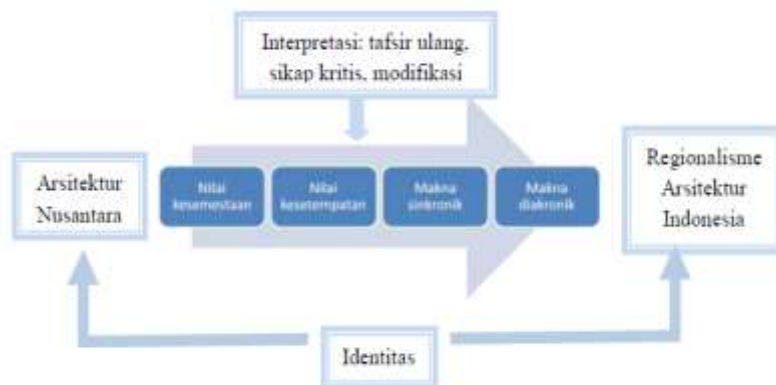 Interpretasi: tafsir ulang,
sikap kritis, modifikasi
Arsitektur
Nusantara
Nilai
kesemestaan
Nilai
kesetempatan
Makna
sinkronik
Makna
diakronik
Regionalisme
Arsitektur
Indonesia
Identitas